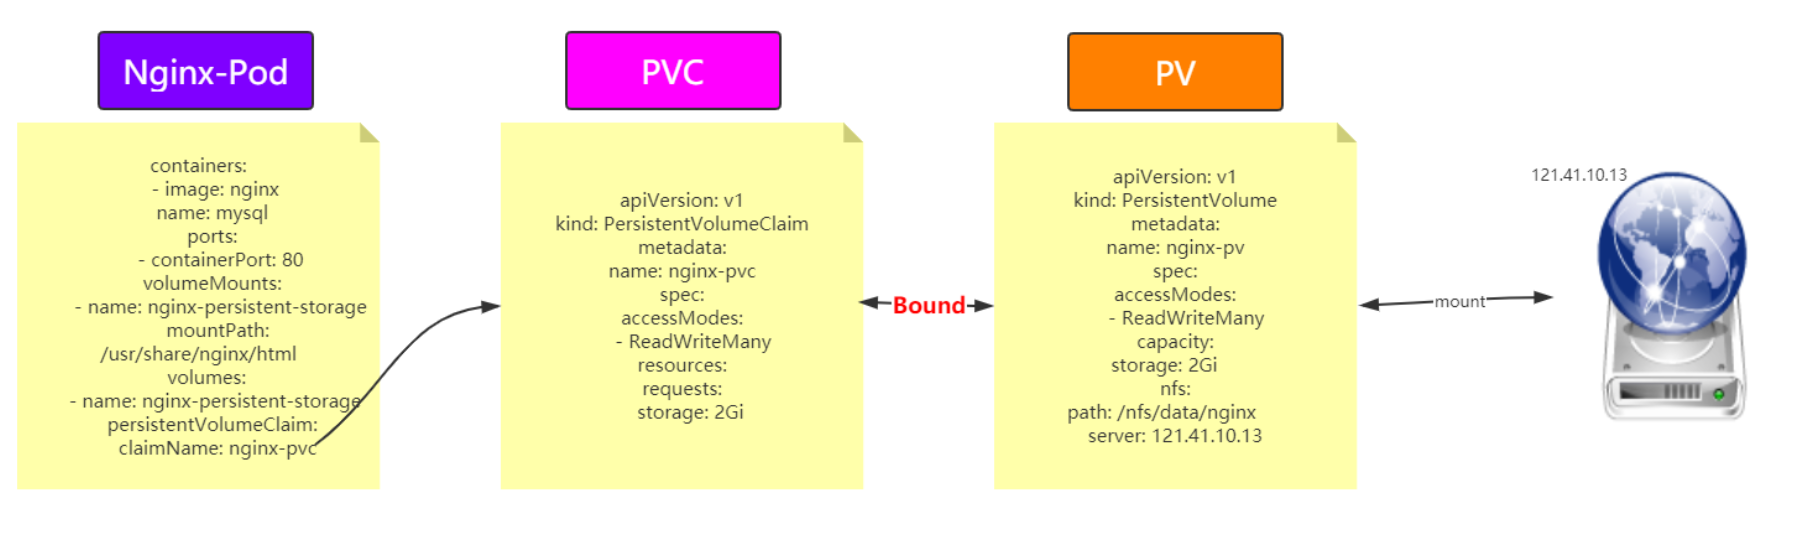 Nginx-Pod
containers:
- image: nginx
name: mysql
ports:
- containerPort: 80
volumeMounts:
- name: nginx-persistent-storage
mountPath:
/usr/share/nginx/html
volumes:
- name: nginx-persistent-storage
persistentVolumeClaim:
claimName: nginx-pvc
PVC
apiVersion: v1
kind: PersistentVolumeClaim
metadata:
name: nginx-pvc
spec:
accessModes:
- ReadWriteMany
resources:
requests:
storage: 2Gi
Bound
PV
apiVersion: v1
kind: PersistentVolume
metadata:
name: nginx-pv
spec:
accessModes:
- ReadWriteMany
capacity:
storage: 2Gi
nfs:
path: /nfs/data/nginx
server: 121.41.10.13
mount
121.41.10.13